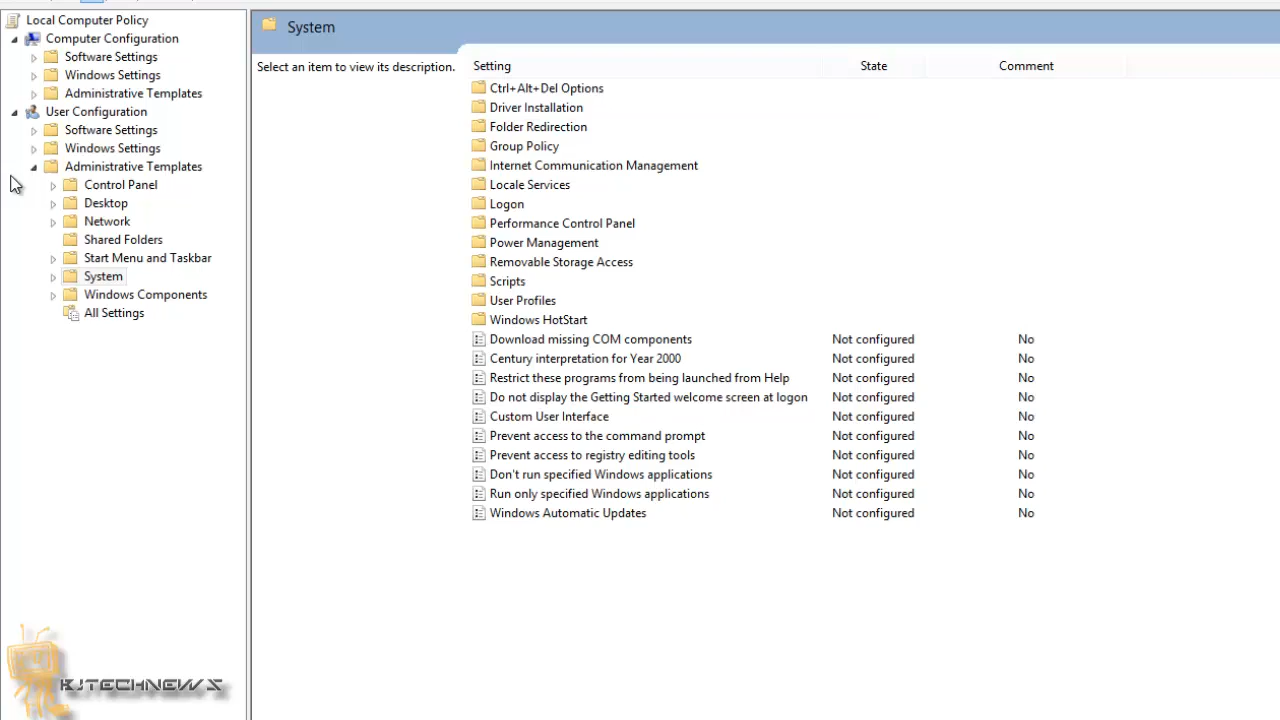 Local Computer Policy
Computer Configuration
Software Settings
Windows Settings
Administrative Templates
User Configuration
Software Settings
Windows Settings
Administrative Templates
Control Panel
Desktop
Network
Shared Folders
Start Menu and Taskbar
System
Windows Components
All Settings
KJTECHNEWS
System
Select an item to view its description.
Setting State Comment
Ctrl+Alt+Del Options
Driver Installation
Folder Redirection
Group Policy
Internet Communication Management
Locale Services
Logon
Performance Control Panel
Power Management
Removable Storage Access
Scripts
User Profiles
Windows HotStart
Download missing COM components Not configured No
Century interpretation for Year 2000 Not configured No
Restrict these programs from being launched from Help Not configured No
Do not display the Getting Started welcome screen at logon Not configured No
Custom User Interface Not configured No
Prevent access to the command prompt Not configured No
Prevent access to registry editing tools Not configured No
Don't run specified Windows applications Not configured No
Run only specified Windows applications Not configured No
Windows Automatic Updates Not configured No